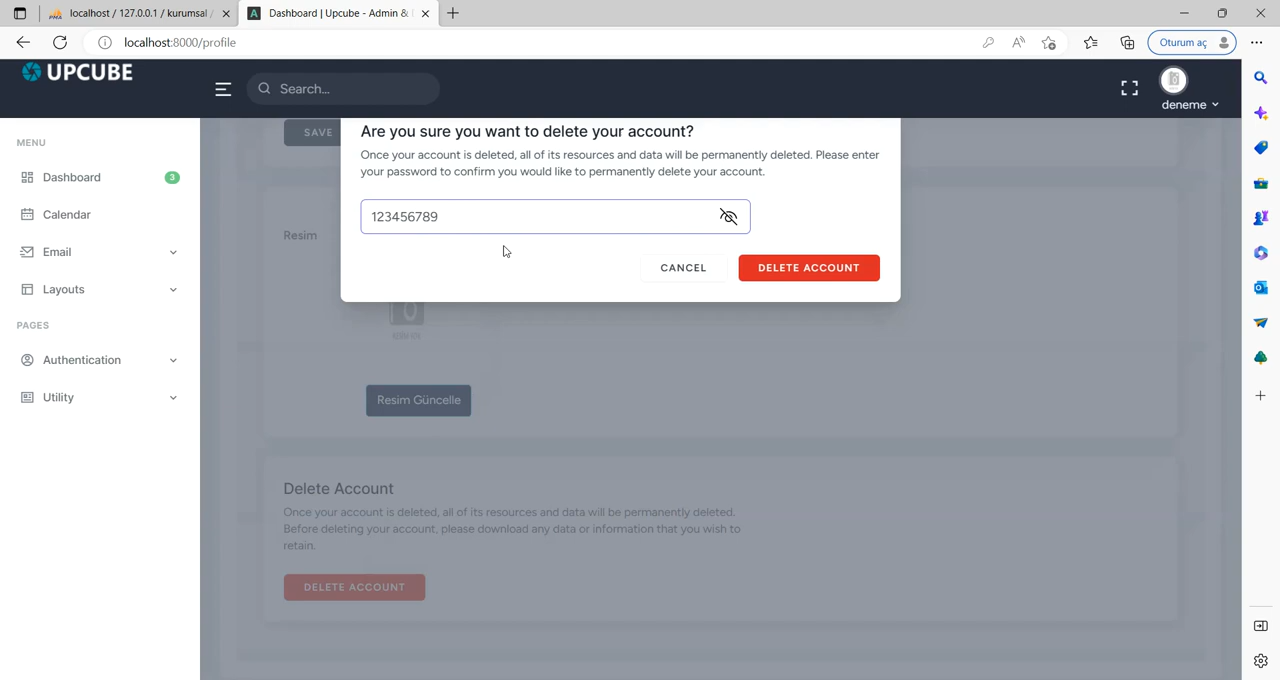 localhost / 127.0.0.1 / kurumsal /
Dashboard | Upcube - Admin &
localhost:8000/profile
Oturum aç
UPCUBE
Search...
deneme
MENU
Dashboard
3
Calendar
Email
Layouts
PAGES
Authentication
Utility
SAVE
Are you sure you want to delete your account?
Once your account is deleted, all of its resources and data will be permanently deleted. Please enter
your password to confirm you would like to permanently delete your account.
123456789
CANCEL
DELETE ACCOUNT
Resim
Resim Güncelle
Delete Account
Once your account is deleted, all of its resources and data will be permanently deleted.
Before deleting your account, please download any data or information that you wish to
retain.
DELETE ACCOUNT